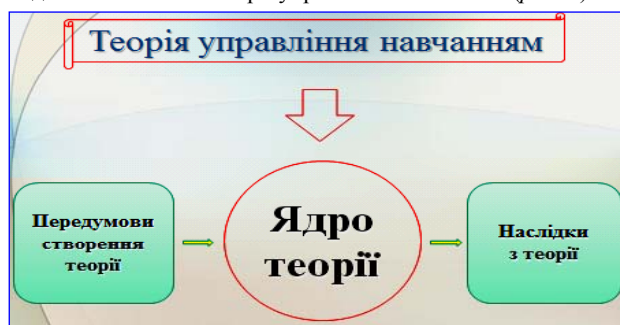 Теорія управління навчанням
Передумови
створення
теорії
Ядро
теорії
Наслідки
з теорії